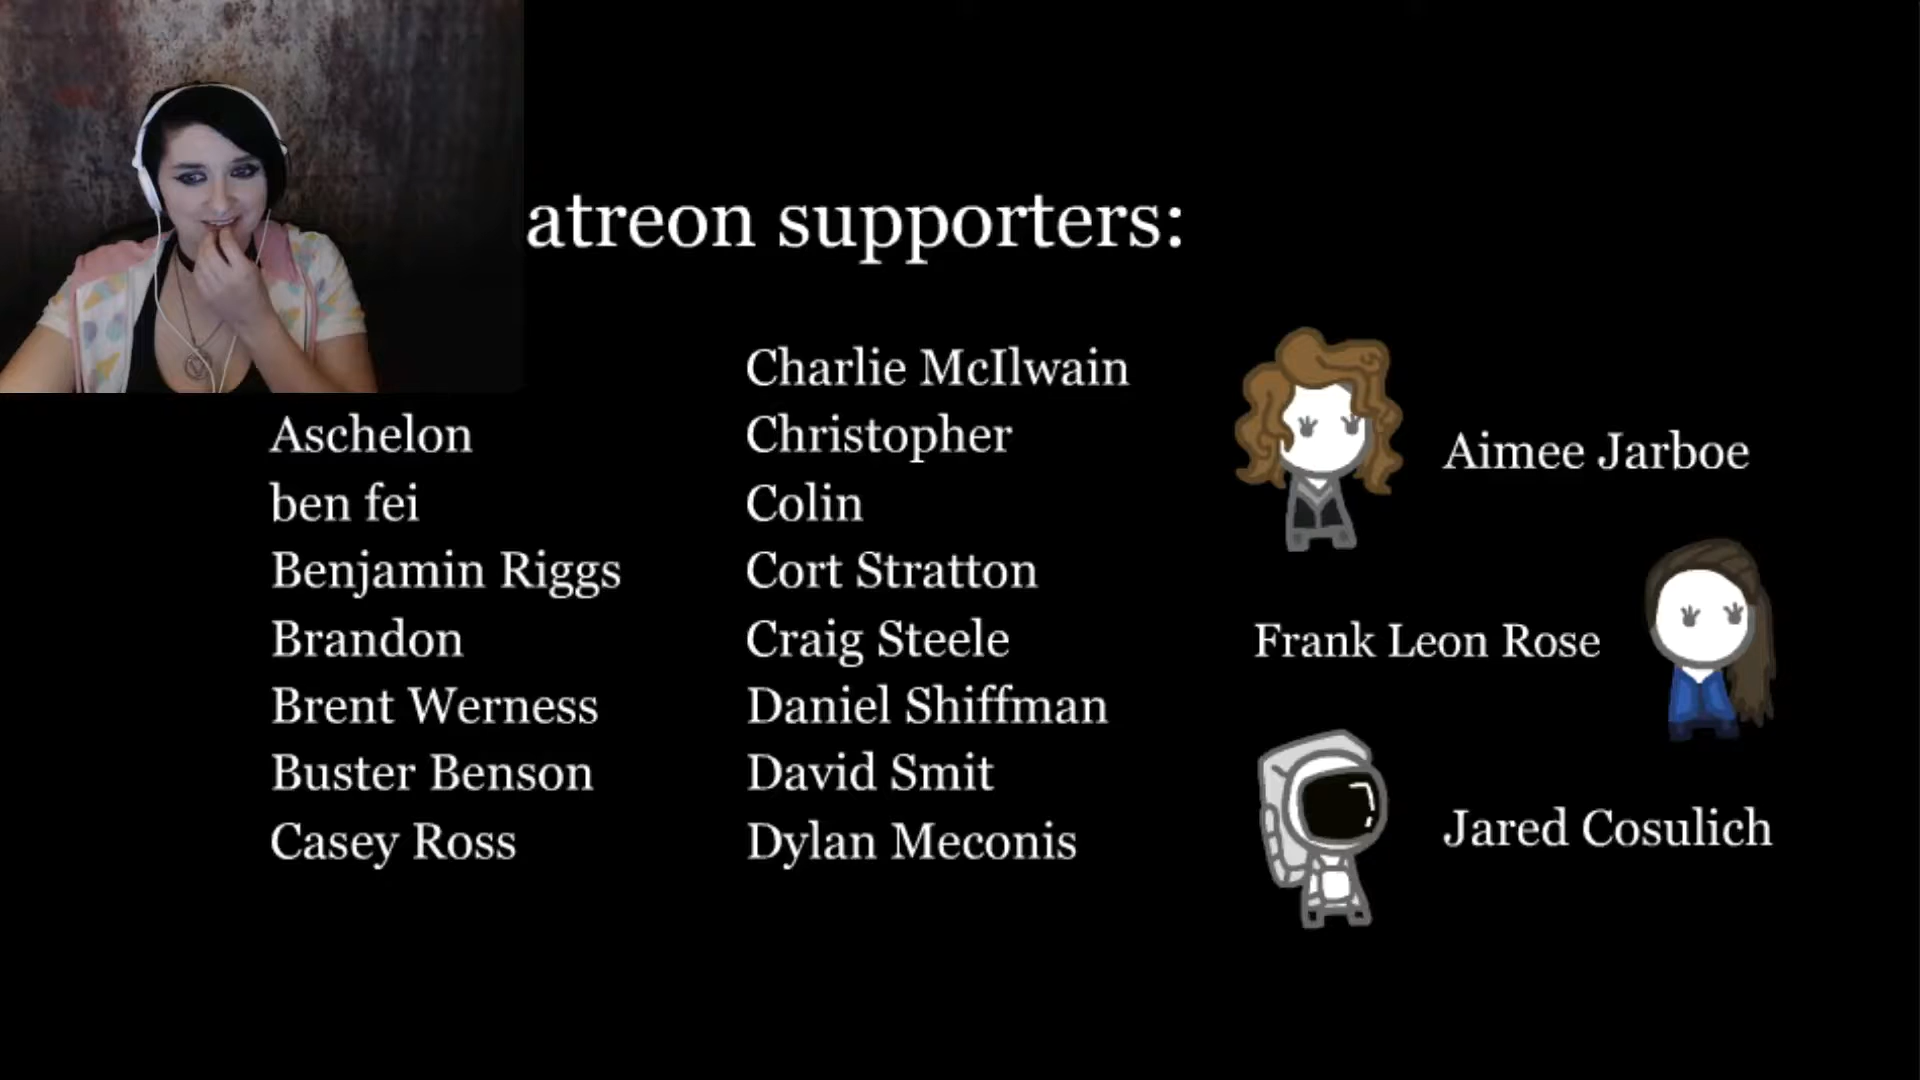 atreon supporters:
Aschelon
ben fei
Benjamin Riggs
Brandon
Brent Werness
Buster Benson
Casey Ross
Charlie McIlwain
Christopher
Colin
Cort Stratton
Craig Steele
Daniel Shiffman
David Smit
Dylan Meconis
Aimee Jarboe
Frank Leon Rose
Jared Cosulich